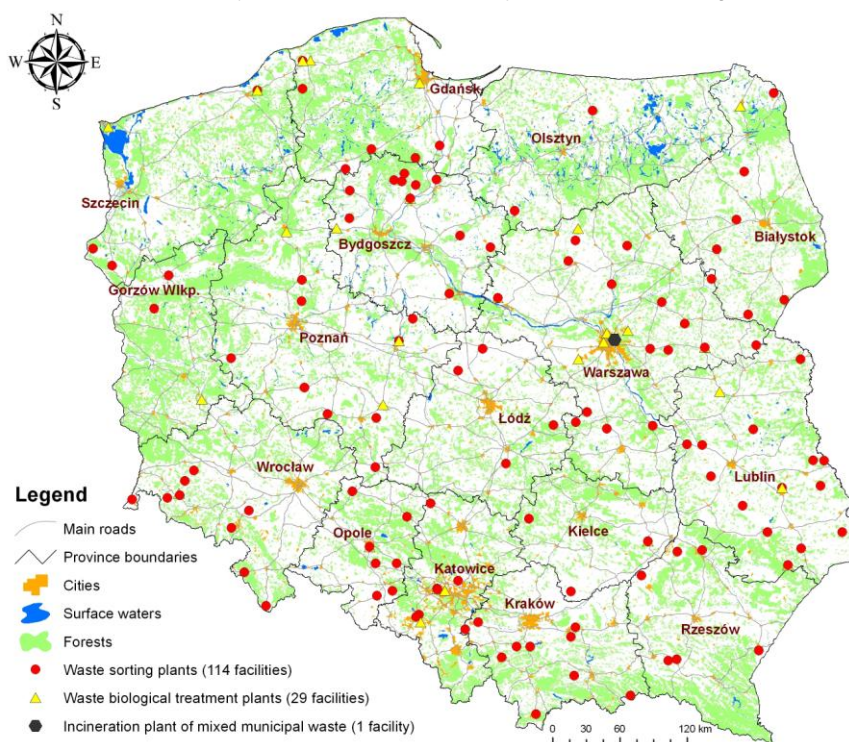 N
W E
S
Gdańsk
Olsztyn
Szczecin
Bydgoszcz
Białystok
Gorzów Wlkp.
Poznań
Warszawa
Łódź
Wrocław
Lublin
Legend
Main roads
Province boundaries
Cities
Surface waters
Forests
Waste sorting plants (114 facilities)
Waste biological treatment plants (29 facilities)
Incineration plant of mixed municipal waste (1 facility)
Opole
Kielce
Katowice
Kraków
Rzeszów
0 30 60 120 km